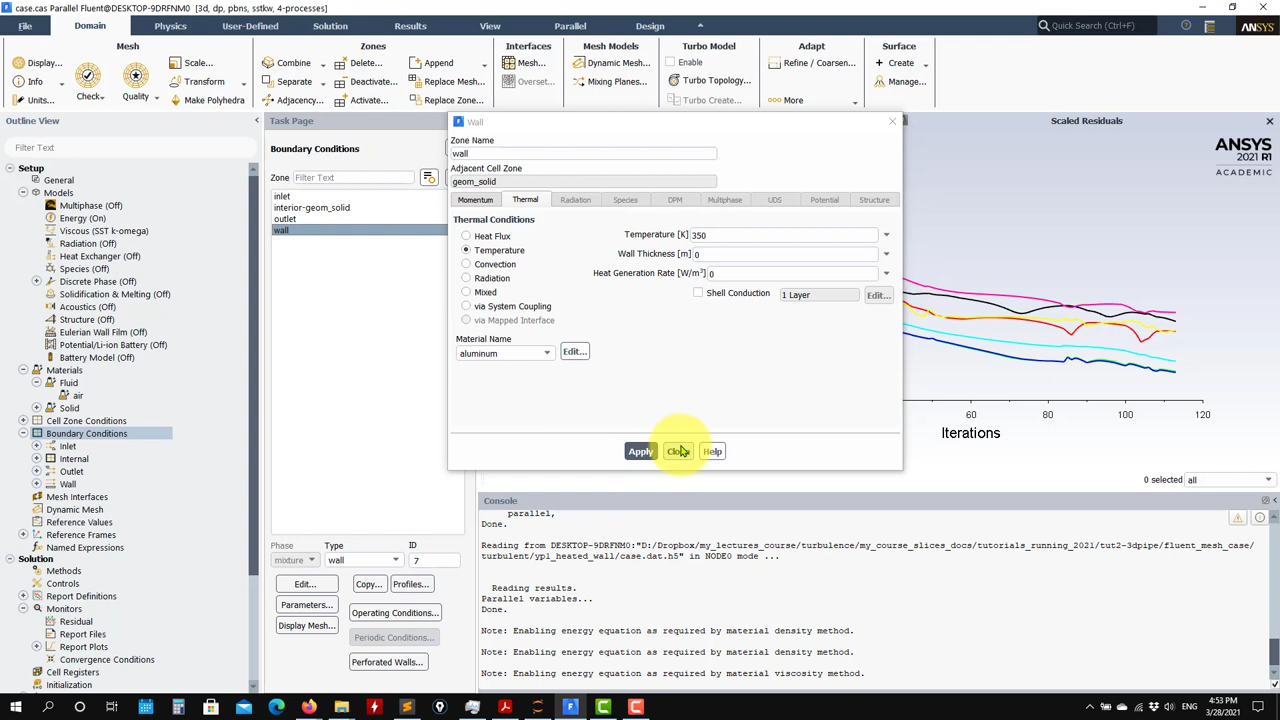 case.cas Parallel Fluent@DESKTOP-9DRFNM0 [3d, dp, pbns, sstkw, 4-processes]
File Domain Physics User-Defined Solution Results View Parallel Design Quick Search (Ctrl+F) ANSYS
Mesh Zones Interfaces Mesh Models Turbo Model Adapt Surface
Display... Scale... Combine Delete... Append Mesh... Dynamic Mesh... Enable Refine / Coarsen... Create
Info Check Quality Transform Separate Deactivate... Replace Mesh... Overset... Mixing Planes... Turbo Topology... Manage...
Units... Make Polyhedra Adjacency... Activate... Replace Zone... Turbo Create... More
Outline View
Filter Text
Setup
General
Models
Multiphase (Off)
Energy (On)
Viscous (SST k-omega)
Radiation (Off)
Heat Exchanger (Off)
Species (Off)
Discrete Phase (Off)
Solidification & Melting (Off)
Acoustics (Off)
Structure (Off)
Eulerian Wall Film (Off)
Potential/Li-ion Battery (Off)
Battery Model (Off)
Materials
Fluid
air
Solid
Cell Zone Conditions
Boundary Conditions
Inlet
Internal
Outlet
Wall
Mesh Interfaces
Dynamic Mesh
Reference Values
Reference Frames
Named Expressions
Solution
Methods
Controls
Report Definitions
Monitors
Residual
Report Files
Report Plots
Convergence Conditions
Cell Registers
Initialization
Task Page
Boundary Conditions
Zone Filter Text
inlet
interior-geom_solid
outlet
wall
Phase Type ID
mixture wall 7
Edit... Copy... Profiles...
Parameters... Operating Conditions...
Display Mesh... Periodic Conditions...
Perforated Walls...
Wall
Zone Name
wall
Adjacent Cell Zone
geom_solid
Momentum Thermal Radiation Species DPM Multiphase UDS Potential Structure
Thermal Conditions
Heat Flux
Temperature
Convection
Radiation
Mixed
via System Coupling
via Mapped Interface
Temperature [K] 350
Wall Thickness [m] 0
Heat Generation Rate [W/m³] 0
Shell Conduction 1 Layer Edit...
Material Name
aluminum Edit...
Apply Close Help
Scaled Residuals
ANSYS
2021 R1
ACADEMIC
60 80 100 120
Iterations
0 selected all
Console
parallel,
Done.
Reading from DESKTOP-9DRFNM0:"D:/Dropbox/my_lectures_course/turbulence/my_course_slices_docs/
turbulent/yp1_heated_wall/case.dat.h5" in NODE0 mode ...
Reading results.
Parallel variables...
Done.
Note: Enabling energy equation as required by material density method.
Note: Enabling energy equation as required by material density method.
Note: Enabling energy equation as required by material viscosity method.
4:53 PM
3/28/2021